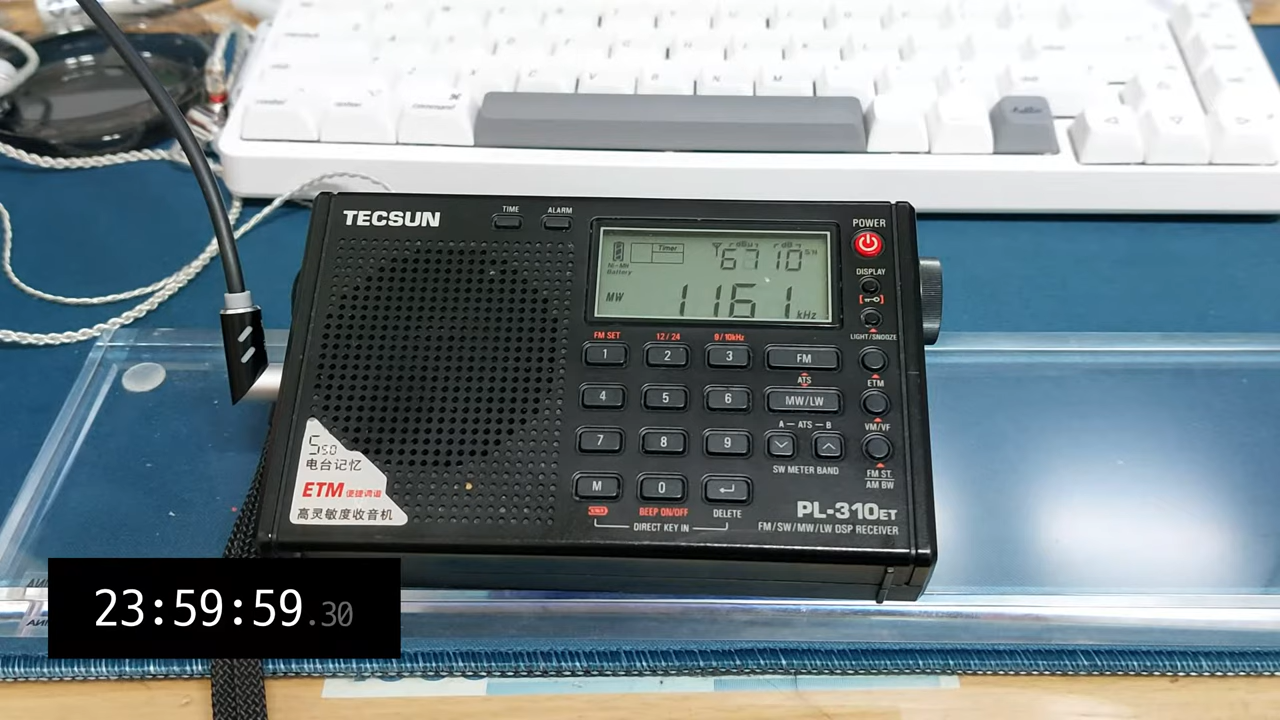 command
TECSUN
TIME
ALARM
POWER
Timer
Ni-MH
Battery
MW
1161
kHz
DISPLAY
LIGHT/SNOOZE
FM SET
12/24
9/10kHz
1
2
3
FM
ATS
ETM
4
5
6
MW/LW
VM/VF
A — ATS — B
7
8
9
SW METER BAND
FM ST.
AM BW
M
0
BEEP ON/OFF
DELETE
DIRECT KEY IN
PL-310ET
FM/SW/MW/LW DSP RECEIVER
550
电台记忆
ETM 便捷调谐
高灵敏度收音机
23:59:59.30